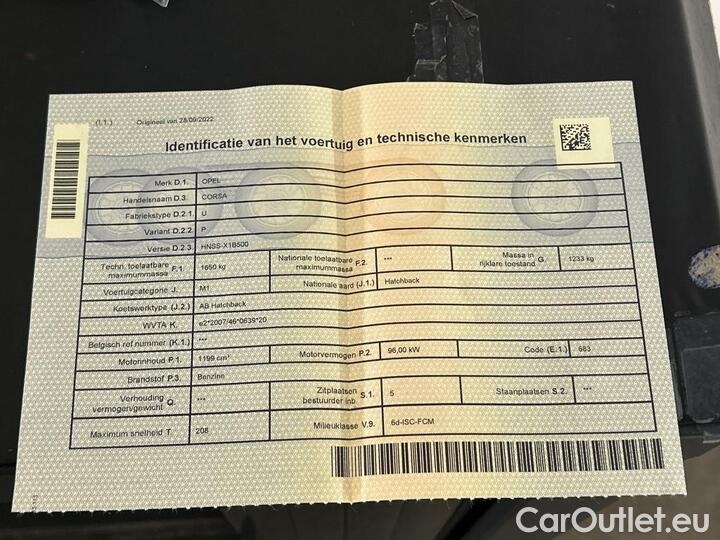 (I.1.) Origineel van 28/09/2022
Identificatie van het voertuig en technische kenmerken
Merk D.1. OPEL
Handelsnaam D.3. CORSA
Fabriekstype D.2.1. U
Variant D.2.2. P
Versie D.2.3. HNSS-X1B500
Techn. toelaatbare maximummassa F.1. 1650 kg Nationale toelaatbare maximummassa F.2. *** Massa in rijklare toestand G. 1233 kg
Voertuigcategorie J. M1 Nationale aard (J.1.) Hatchback
Koetswerktype (J.2.) AB Hatchback
WVTA K. e2*2007/46*0639*20
Belgisch ref nummer (K.1.) ***
Motorinhoud P.1. 1199 cm³ Motorvermogen P.2. 96,00 kW Code (E.1.) 683
Brandstof P.3. Benzine
Verhouding vermogen/gewicht Q. *** Zitplaatsen bestuurder inb. S.1. 5 Staanplaatsen S.2. ***
Maximum snelheid T. 208 Milieuklasse V.9. 6d-ISC-FCM
CarOutlet.eu